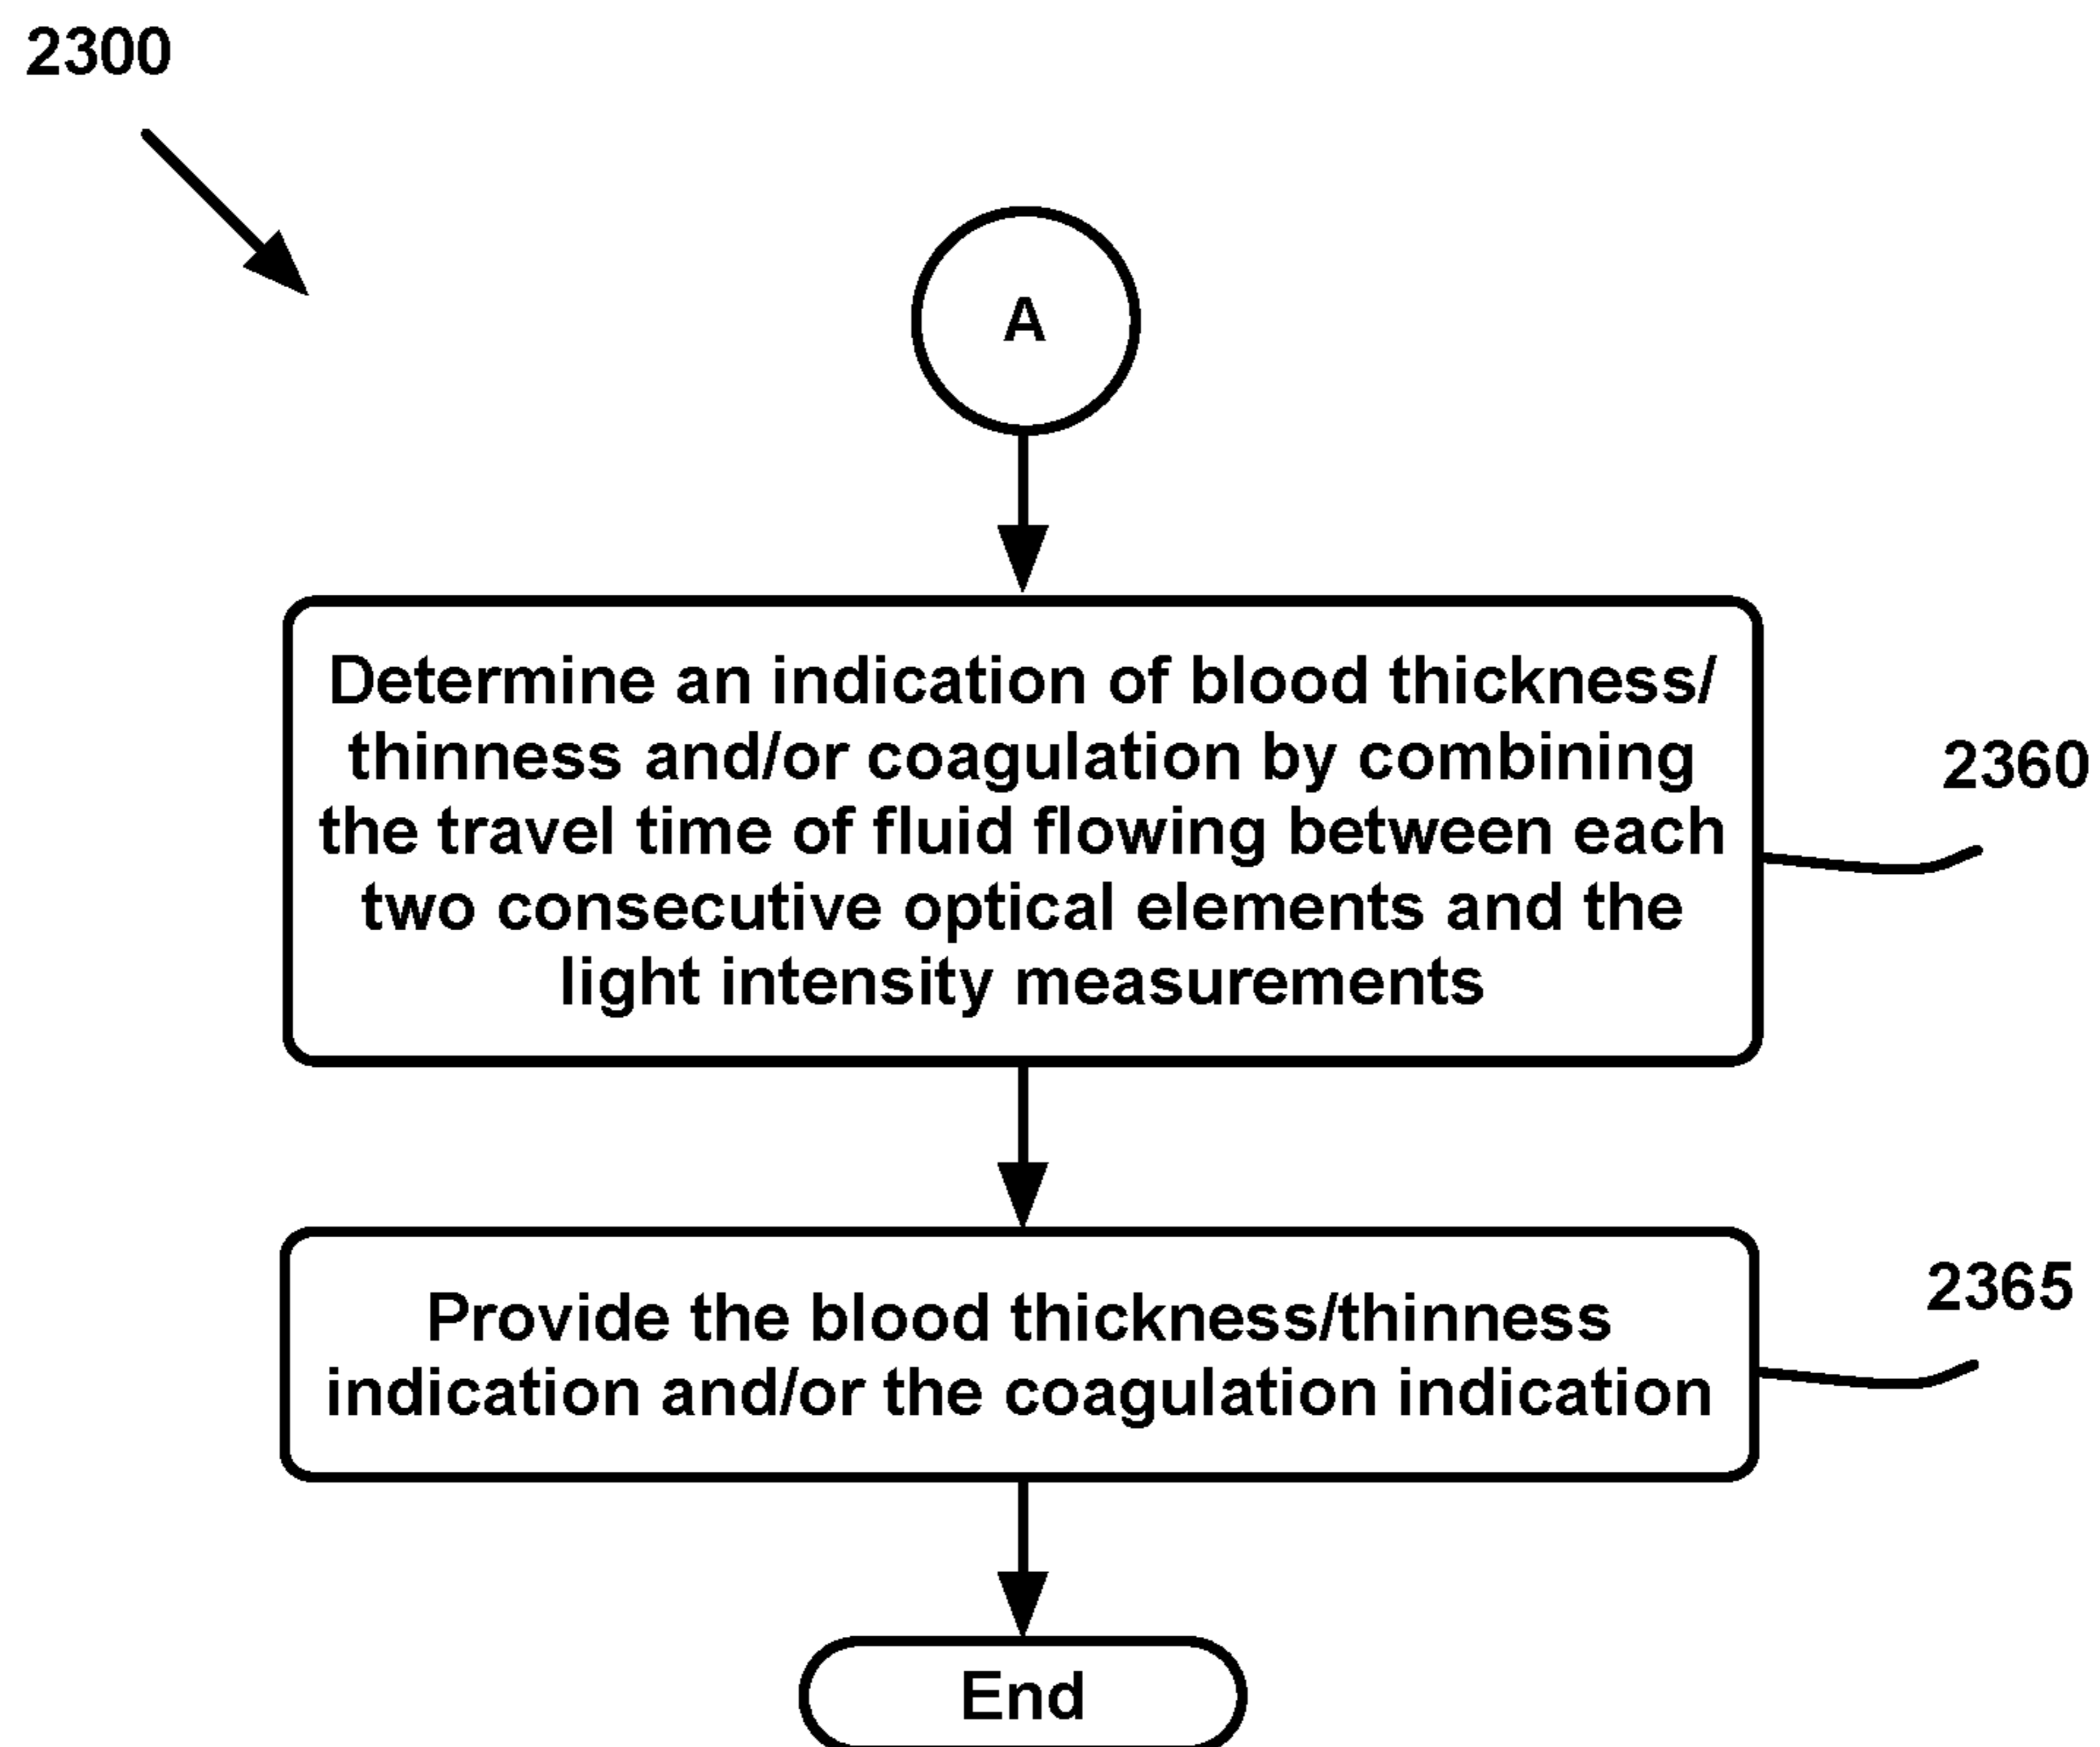 2300
A
Determine an indication of blood thickness/
thinness and/or coagulation by combining
the travel time of fluid flowing between each
two consecutive optical elements and the
light intensity measurements
2360
Provide the blood thickness/thinness
indication and/or the coagulation indication
2365
End